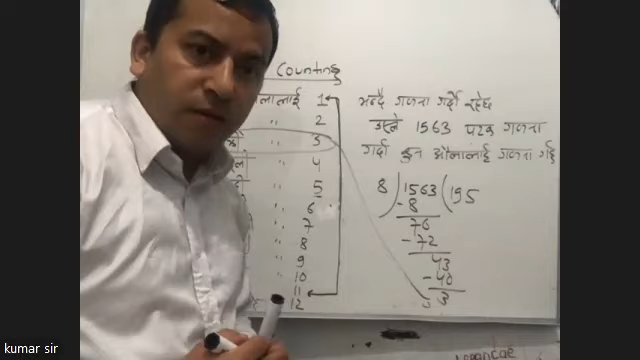 Counting
लाई 1
" 2
" 3
" 4
" 5
" 6
" 7
" 8
" 9
" 10
11
12
भन्दै गणना गर्दो रहेछ
उसले 1563 पटक गणना
गर्दा कुन औंलालाई गणना गर्छ
8 ) 1563 ( 195
- 8
76
- 72
43
- 40
3
kumar sir